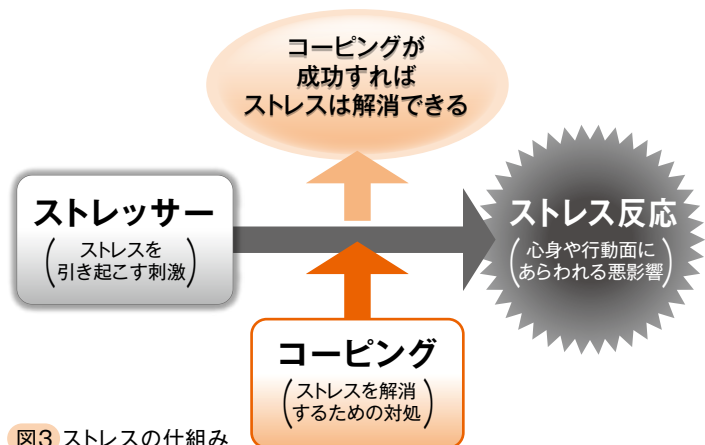 コーピングが
成功すれば
ストレスは解消できる
ストレッサー
(ストレスを
引き起こす刺激)
ストレス反応
(心身や行動面に
あらわれる悪影響)
コーピング
(ストレスを解消
するための対処)
図3 ストレスの仕組み